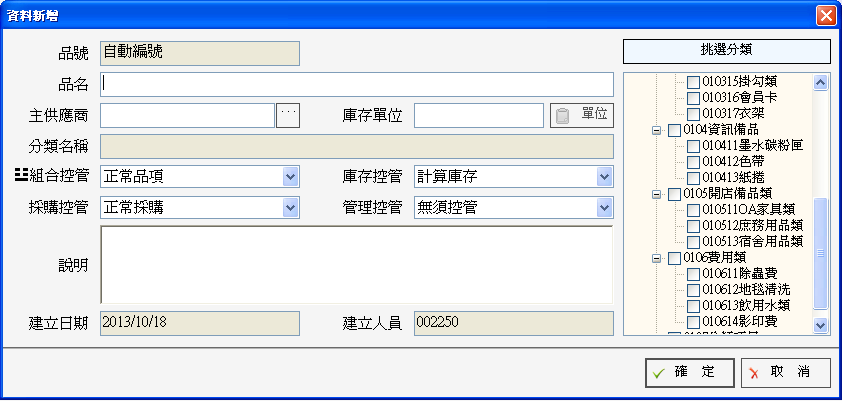 資料新增
品號 自動編號
品名
主供應商 ... 庫存單位 單位
分類名稱
組合控管 正常品項 庫存控管 計算庫存
採購控管 正常採購 管理控管 無須控管
說明
建立日期 2013/10/18 建立人員 002250
挑選分類
010315掛勾類
010316會員卡
010317衣架
0104資訊備品
010411墨水碳粉匣
010412色帶
010413紙捲
0105開店備品類
010511OA家具類
010512庶務用品類
010513宿舍用品類
0106費用類
010611除蟲費
010612地毯清洗
010613飲用水類
010614影印費
確 定 取 消